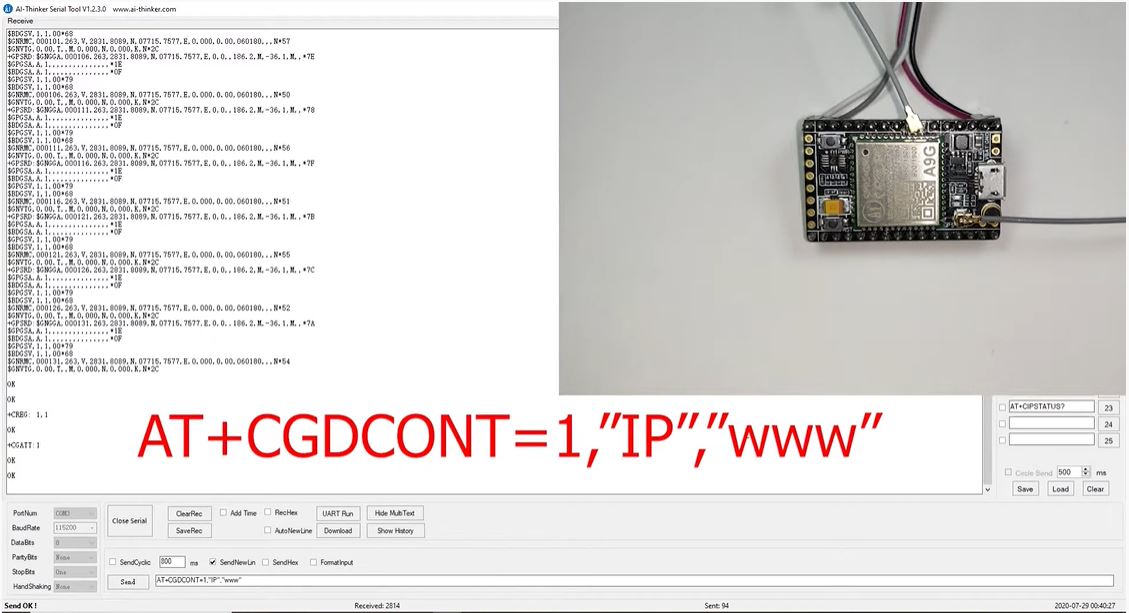 AI-Thinker Serial Tool V1.2.3.0 www.ai-thinker.com
Receive
$BDGSV,1,1,00*68
$GNRMC,000101.263,V,2831.8089,N,07715.7577,E,0.000,0.00,060180,,,N*57
$GNVTG,0.00,T,,M,0.000,N,0.000,K,N*2C
+GPSRD:$GNGGA,000106.263,2831.8089,N,07715.7577,E,0,0,,186.2,M,-36.1,M,,*7E
$GPGSA,A,1,,,,,,,,,,,,,,,*1E
$BDGSA,A,1,,,,,,,,,,,,,,,*0F
$GPGSV,1,1,00*79
$BDGSV,1,1,00*68
$GNRMC,000106.263,V,2831.8089,N,07715.7577,E,0.000,0.00,060180,,,N*50
$GNVTG,0.00,T,,M,0.000,N,0.000,K,N*2C
+GPSRD:$GNGGA,000111.263,2831.8089,N,07715.7577,E,0,0,,186.2,M,-36.1,M,,*78
$GPGSA,A,1,,,,,,,,,,,,,,,*1E
$BDGSA,A,1,,,,,,,,,,,,,,,*0F
$GPGSV,1,1,00*79
$BDGSV,1,1,00*68
$GNRMC,000111.263,V,2831.8089,N,07715.7577,E,0.000,0.00,060180,,,N*56
$GNVTG,0.00,T,,M,0.000,N,0.000,K,N*2C
+GPSRD:$GNGGA,000116.263,2831.8089,N,07715.7577,E,0,0,,186.2,M,-36.1,M,,*7F
$GPGSA,A,1,,,,,,,,,,,,,,,*1E
$BDGSA,A,1,,,,,,,,,,,,,,,*0F
$GPGSV,1,1,00*79
$BDGSV,1,1,00*68
$GNRMC,000116.263,V,2831.8089,N,07715.7577,E,0.000,0.00,060180,,,N*51
$GNVTG,0.00,T,,M,0.000,N,0.000,K,N*2C
+GPSRD:$GNGGA,000121.263,2831.8089,N,07715.7577,E,0,0,,186.2,M,-36.1,M,,*7B
$GPGSA,A,1,,,,,,,,,,,,,,,*1E
$BDGSA,A,1,,,,,,,,,,,,,,,*0F
$GPGSV,1,1,00*79
$BDGSV,1,1,00*68
$GNRMC,000121.263,V,2831.8089,N,07715.7577,E,0.000,0.00,060180,,,N*55
$GNVTG,0.00,T,,M,0.000,N,0.000,K,N*2C
+GPSRD:$GNGGA,000126.263,2831.8089,N,07715.7577,E,0,0,,186.2,M,-36.1,M,,*7C
$GPGSA,A,1,,,,,,,,,,,,,,,*1E
$BDGSA,A,1,,,,,,,,,,,,,,,*0F
$GPGSV,1,1,00*79
$BDGSV,1,1,00*68
$GNRMC,000126.263,V,2831.8089,N,07715.7577,E,0.000,0.00,060180,,,N*52
$GNVTG,0.00,T,,M,0.000,N,0.000,K,N*2C
+GPSRD:$GNGGA,000131.263,2831.8089,N,07715.7577,E,0,0,,186.2,M,-36.1,M,,*7A
$GPGSA,A,1,,,,,,,,,,,,,,,*1E
$BDGSA,A,1,,,,,,,,,,,,,,,*0F
$GPGSV,1,1,00*79
$BDGSV,1,1,00*68
$GNRMC,000131.263,V,2831.8089,N,07715.7577,E,0.000,0.00,060180,,,N*54
$GNVTG,0.00,T,,M,0.000,N,0.000,K,N*2C
OK
OK
+CREG: 1,1
OK
+CGATT:1
OK
OK
A9G
AT+CGDCONT=1,”IP”,”www”
AT+CIPSTATUS? 23
24
25
Circle Send 500 ms
Save Load Clear
PortNum COM3
BaudRate 115200
DataBits 8
ParityBits None
StopBits One
HandShaking None
Close Serial
ClearRec Add Time RecHex UART Run Hide MultiText
SaveRec AutoNewLine Download Show History
SendCyclic 800 ms SendNewLin SendHex FormatInput
Send AT+CGDCONT=1,"IP","www"
Send OK ! Received: 2814 Sent: 94 2020-07-29 00:40:27